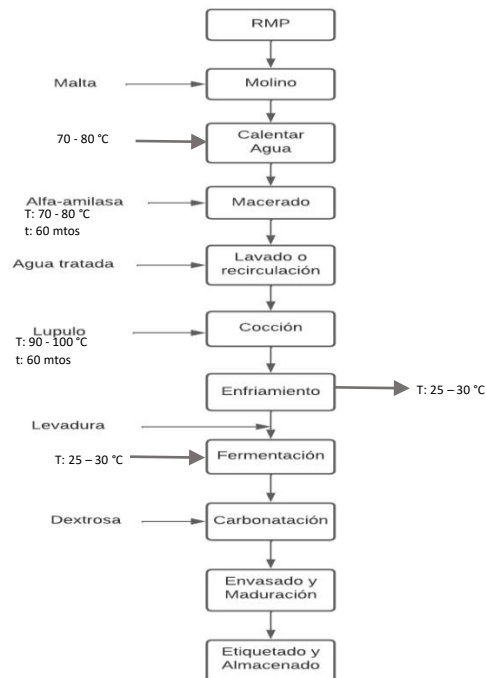 RMP
Malta
Molino
70 - 80 °C
Calentar
Agua
Alfa-amilasa
T: 70 - 80 °C
t: 60 mtos
Macerado
Agua tratada
Lavado o
recirculación
Lupulo
T: 90 - 100 °C
t: 60 mtos
Cocción
Enfriamiento
T: 25 – 30 °C
Levadura
T: 25 – 30 °C
Fermentación
Dextrosa
Carbonatación
Envasado y
Maduración
Etiquetado y
Almacenado